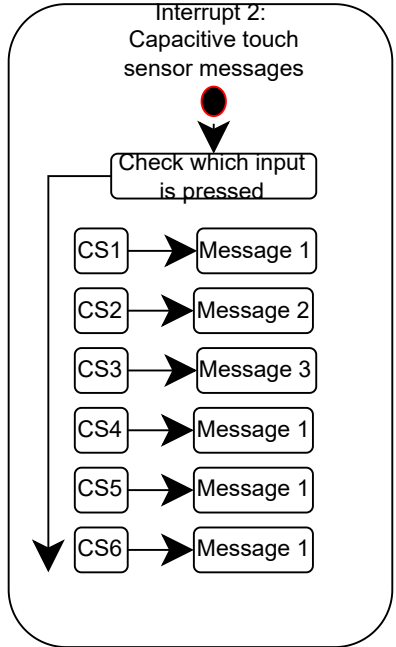 Interrupt 2:
Capacitive touch
sensor messages
Check which input
is pressed
CS1
Message 1
CS2
Message 2
CS3
Message 3
CS4
Message 1
CS5
Message 1
CS6
Message 1